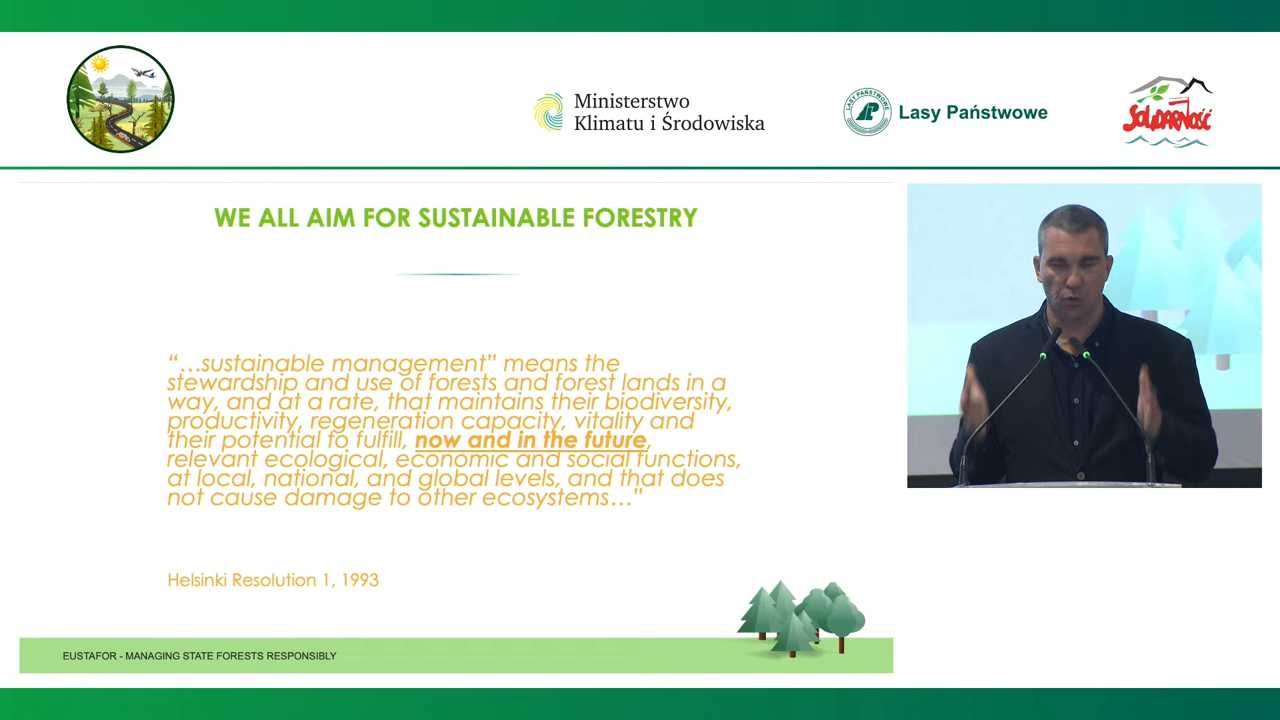 Ministerstwo
Klimatu i Środowiska
LASY PAŃSTWOWE
Lasy Państwowe
SOLIDARNOŚĆ
WE ALL AIM FOR SUSTAINABLE FORESTRY
“…sustainable management” means the
stewardship and use of forests and forest lands in a
way, and at a rate, that maintains their biodiversity,
productivity, regeneration capacity, vitality and
their potential to fulfill, now and in the future,
relevant ecological, economic and social functions,
at local, national, and global levels, and that does
not cause damage to other ecosystems…”
Helsinki Resolution 1, 1993
EUSTAFOR - MANAGING STATE FORESTS RESPONSIBLY